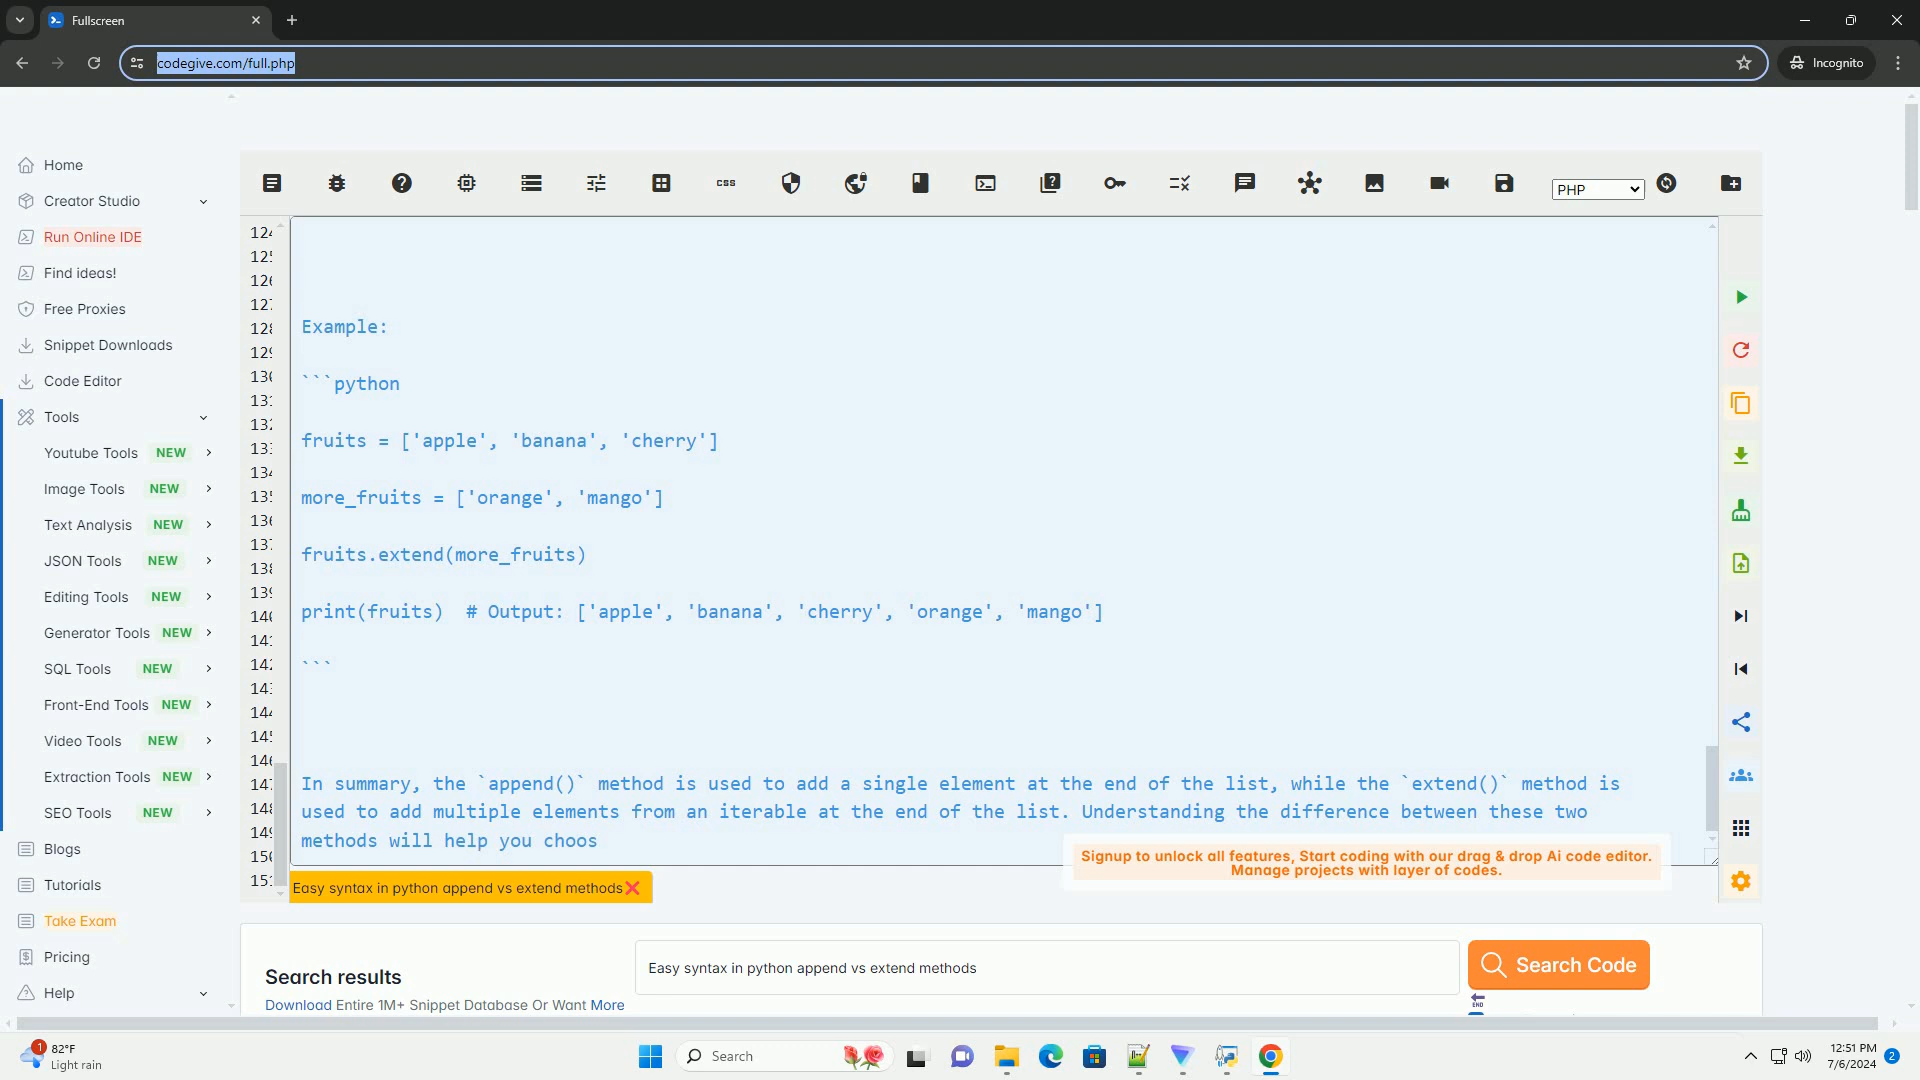 Fullscreen
codegive.com/full.php
Incognito
Home
Creator Studio
Run Online IDE
Find ideas!
Free Proxies
Snippet Downloads
Code Editor
Tools
Youtube Tools NEW
Image Tools NEW
Text Analysis NEW
JSON Tools NEW
Editing Tools NEW
Generator Tools NEW
SQL Tools NEW
Front-End Tools NEW
Video Tools NEW
Extraction Tools NEW
SEO Tools NEW
Blogs
Tutorials
Take Exam
Pricing
Help
css
PHP
Example:
```python
fruits = ['apple', 'banana', 'cherry']
more_fruits = ['orange', 'mango']
fruits.extend(more_fruits)
print(fruits)  # Output: ['apple', 'banana', 'cherry', 'orange', 'mango']
```
In summary, the `append()` method is used to add a single element at the end of the list, while the `extend()` method is
used to add multiple elements from an iterable at the end of the list. Understanding the difference between these two
methods will help you choos
Signup to unlock all features, Start coding with our drag & drop Ai code editor.
Manage projects with layer of codes.
Easy syntax in python append vs extend methods❌
Search results
Download Entire 1M+ Snippet Database Or Want More
Easy syntax in python append vs extend methods
Search Code
END
1
82°F
Light rain
Search
12:51 PM
7/6/2024
2